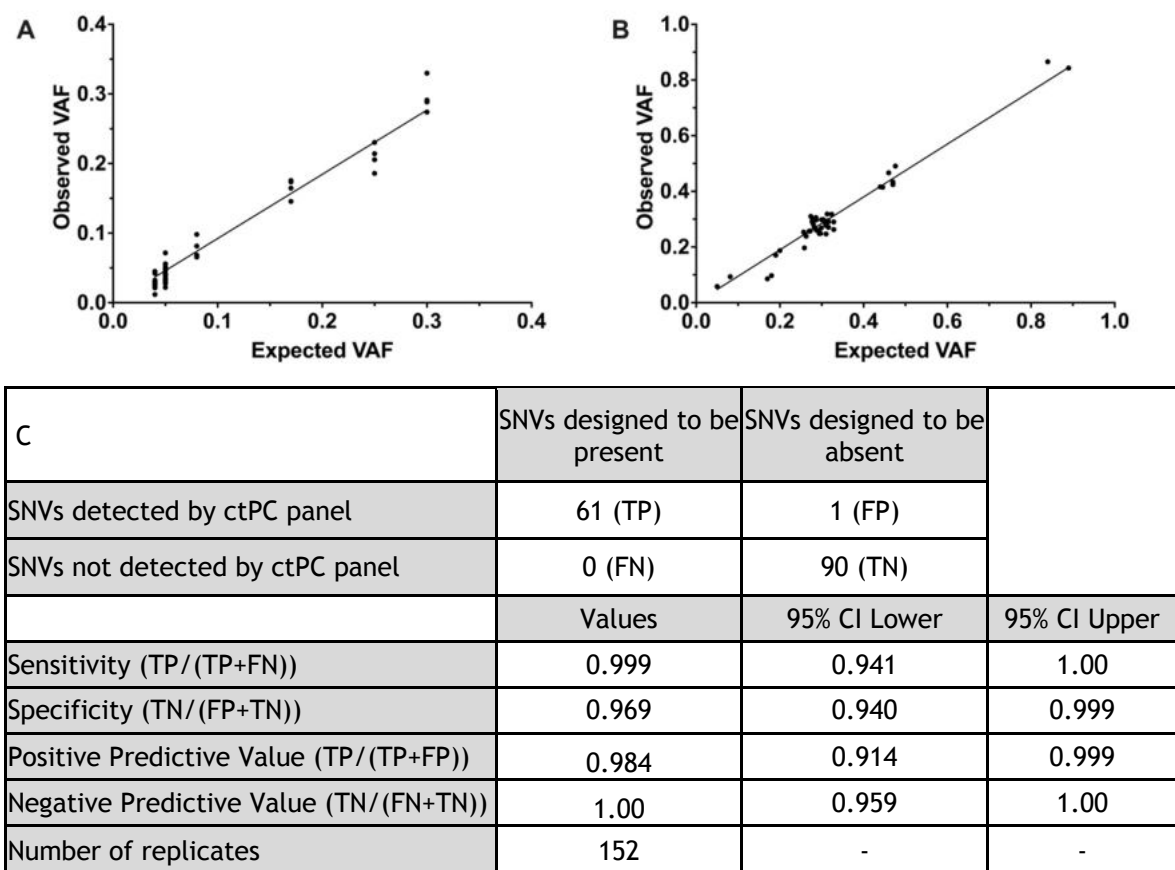 A
0.4
0.3
0.2
0.1
0.0
0.0 0.1 0.2 0.3 0.4
Observed VAF
Expected VAF
B
1.0
0.8
0.6
0.4
0.2
0.0
0.0 0.2 0.4 0.6 0.8 1.0
Observed VAF
Expected VAF
C SNVs designed to be SNVs designed to be
present absent
SNVs detected by ctPC panel 61 (TP) 1 (FP)
SNVs not detected by ctPC panel 0 (FN) 90 (TN)
Values 95% CI Lower 95% CI Upper
Sensitivity (TP/(TP+FN)) 0.999 0.941 1.00
Specificity (TN/(FP+TN)) 0.969 0.940 0.999
Positive Predictive Value (TP/(TP+FP)) 0.984 0.914 0.999
Negative Predictive Value (TN/(FN+TN)) 1.00 0.959 1.00
Number of replicates 152 - -